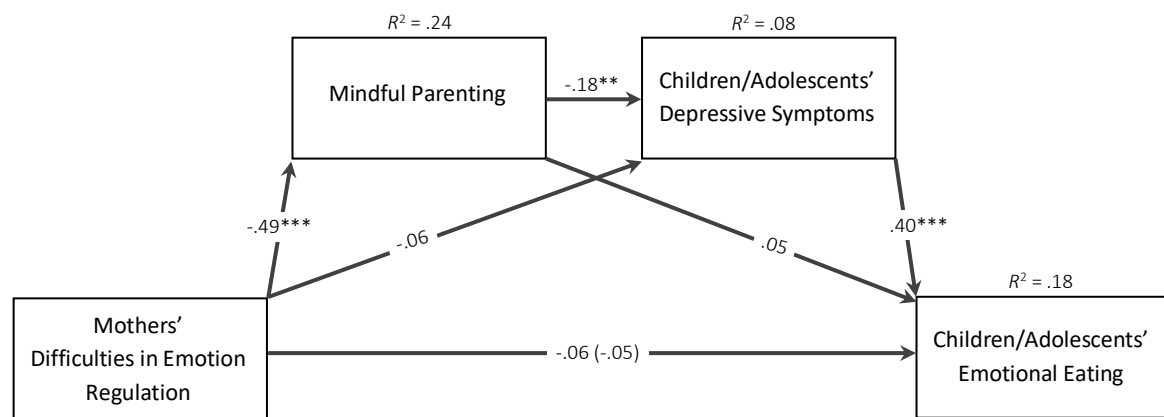 R² = .24
R² = .08
Mindful Parenting
-.18**
Children/Adolescents'
Depressive Symptoms
-.49***
-.06
.05
.40***
R² = .18
Mothers'
Difficulties in Emotion
Regulation
-.06 (-.05)
Children/Adolescents'
Emotional Eating